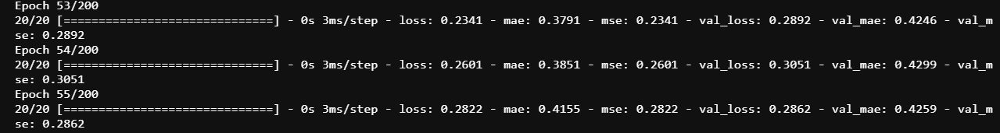 Epoch 53/200
20/20 [==============================] - 0s 3ms/step - loss: 0.2341 - mae: 0.3791 - mse: 0.2341 - val_loss: 0.2892 - val_mae: 0.4246 - val_m
se: 0.2892
Epoch 54/200
20/20 [==============================] - 0s 3ms/step - loss: 0.2601 - mae: 0.3851 - mse: 0.2601 - val_loss: 0.3051 - val_mae: 0.4299 - val_m
se: 0.3051
Epoch 55/200
20/20 [==============================] - 0s 3ms/step - loss: 0.2822 - mae: 0.4155 - mse: 0.2822 - val_loss: 0.2862 - val_mae: 0.4259 - val_m
se: 0.2862